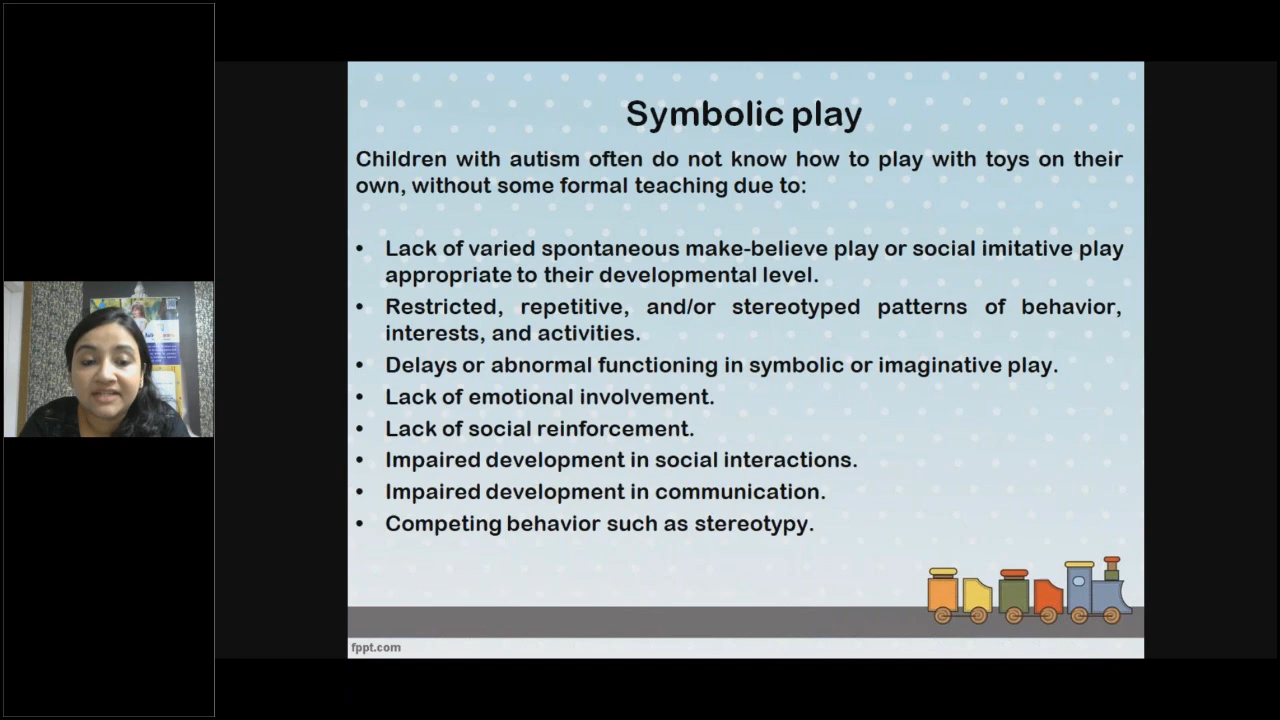 Symbolic play
Children with autism often do not know how to play with toys on their
own, without some formal teaching due to:
• Lack of varied spontaneous make-believe play or social imitative play
appropriate to their developmental level.
• Restricted, repetitive, and/or stereotyped patterns of behavior,
interests, and activities.
• Delays or abnormal functioning in symbolic or imaginative play.
• Lack of emotional involvement.
• Lack of social reinforcement.
• Impaired development in social interactions.
• Impaired development in communication.
• Competing behavior such as stereotypy.
fppt.com